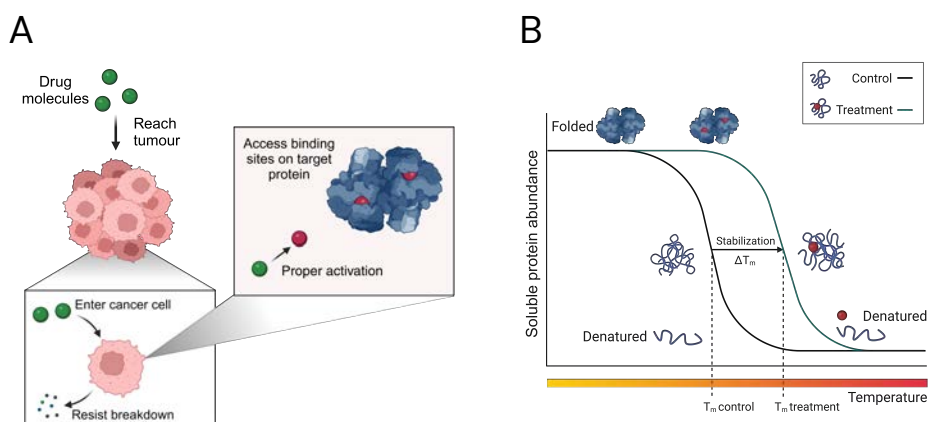 A
Drug
molecules
Reach
tumour
Access binding
sites on target
protein
Proper activation
Enter cancer cell
Resist breakdown
B
Control
Treatment
Folded
Soluble protein abundance
Stabilization
ΔTm
Denatured
Denatured
Temperature
Tm control
Tm treatment